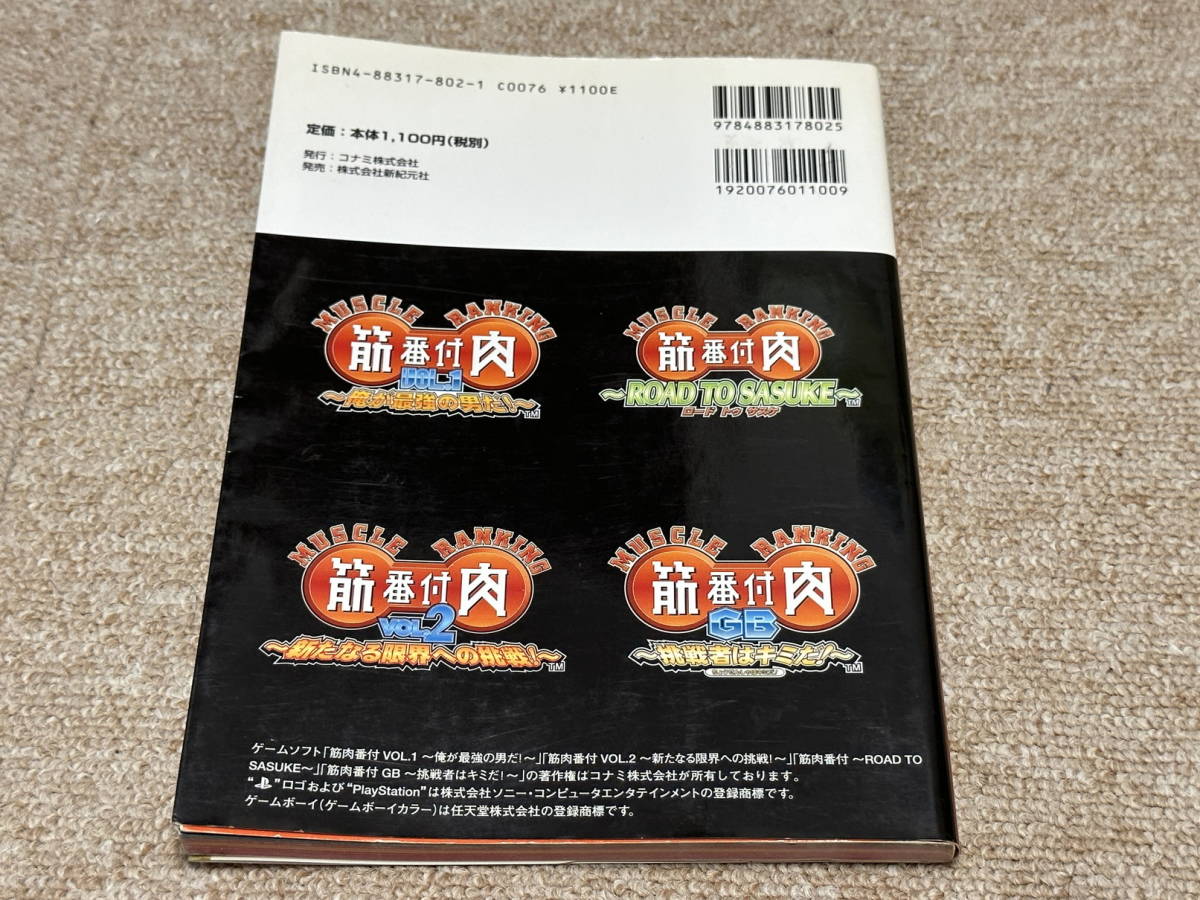 ISBN4-88317-802-1 C0076 ¥1100E
9784883178025
定価：本体1,100円(税別)
発行：コナミ株式会社
発売：株式会社新紀元社
1920076011009
MUSCLE RANKING
筋肉番付
VOL.1
～俺が最強の男だ!～TM
MUSCLE RANKING
筋肉番付
～ROAD TO SASUKE～TM
ロード トゥ サスケ
MUSCLE RANKING
筋肉番付
VOL.2
～新たなる限界への挑戦!～TM
MUSCLE RANKING
筋肉番付
GB
～挑戦者はキミだ!～TM
ゲームソフト「筋肉番付 VOL.1 ～俺が最強の男だ!～」「筋肉番付 VOL.2 ～新たなる限界への挑戦!～」「筋肉番付 ～ROAD TO
SASUKE～」「筋肉番付 GB ～挑戦者はキミだ!～」の著作権はコナミ株式会社が所有しております。
“ ”ロゴおよび“PlayStation”は株式会社ソニー・コンピュータエンタテインメントの登録商標です。
ゲームボーイ(ゲームボーイカラー)は任天堂株式会社の登録商標です。